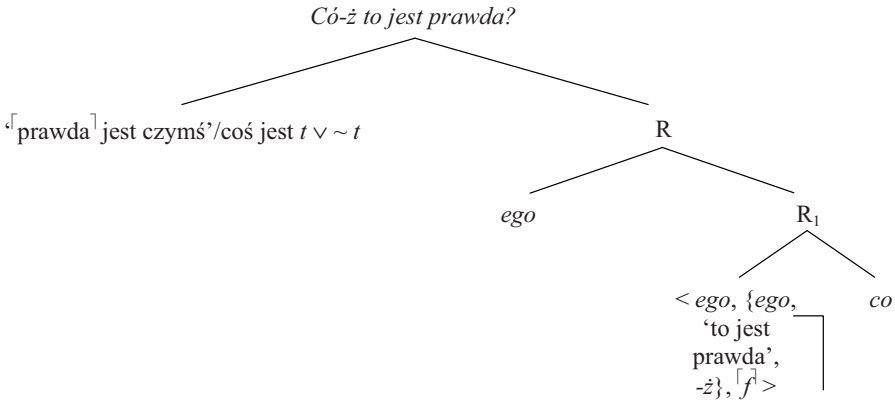 Có-ż to jest prawda?
‘⌈prawda⌉ jest czymś’/coś jest t ∨ ~ t
R
ego
R₁
< ego, {ego,
‘to jest
prawda’,
-ż}, ⌈f⌉ >
co